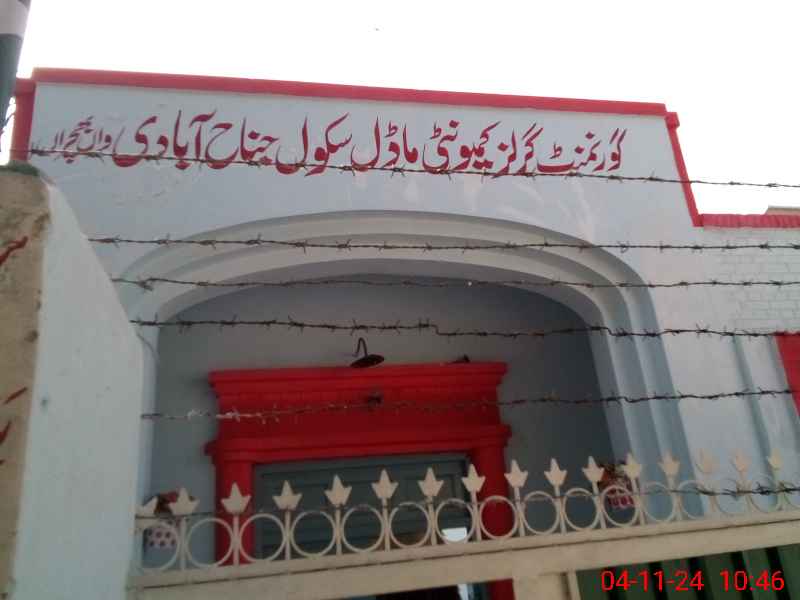 گورنمنٹ گرلز کمیونٹی ماڈل سکول جناح آبادی واں بھچراں
04-11-24 10:46